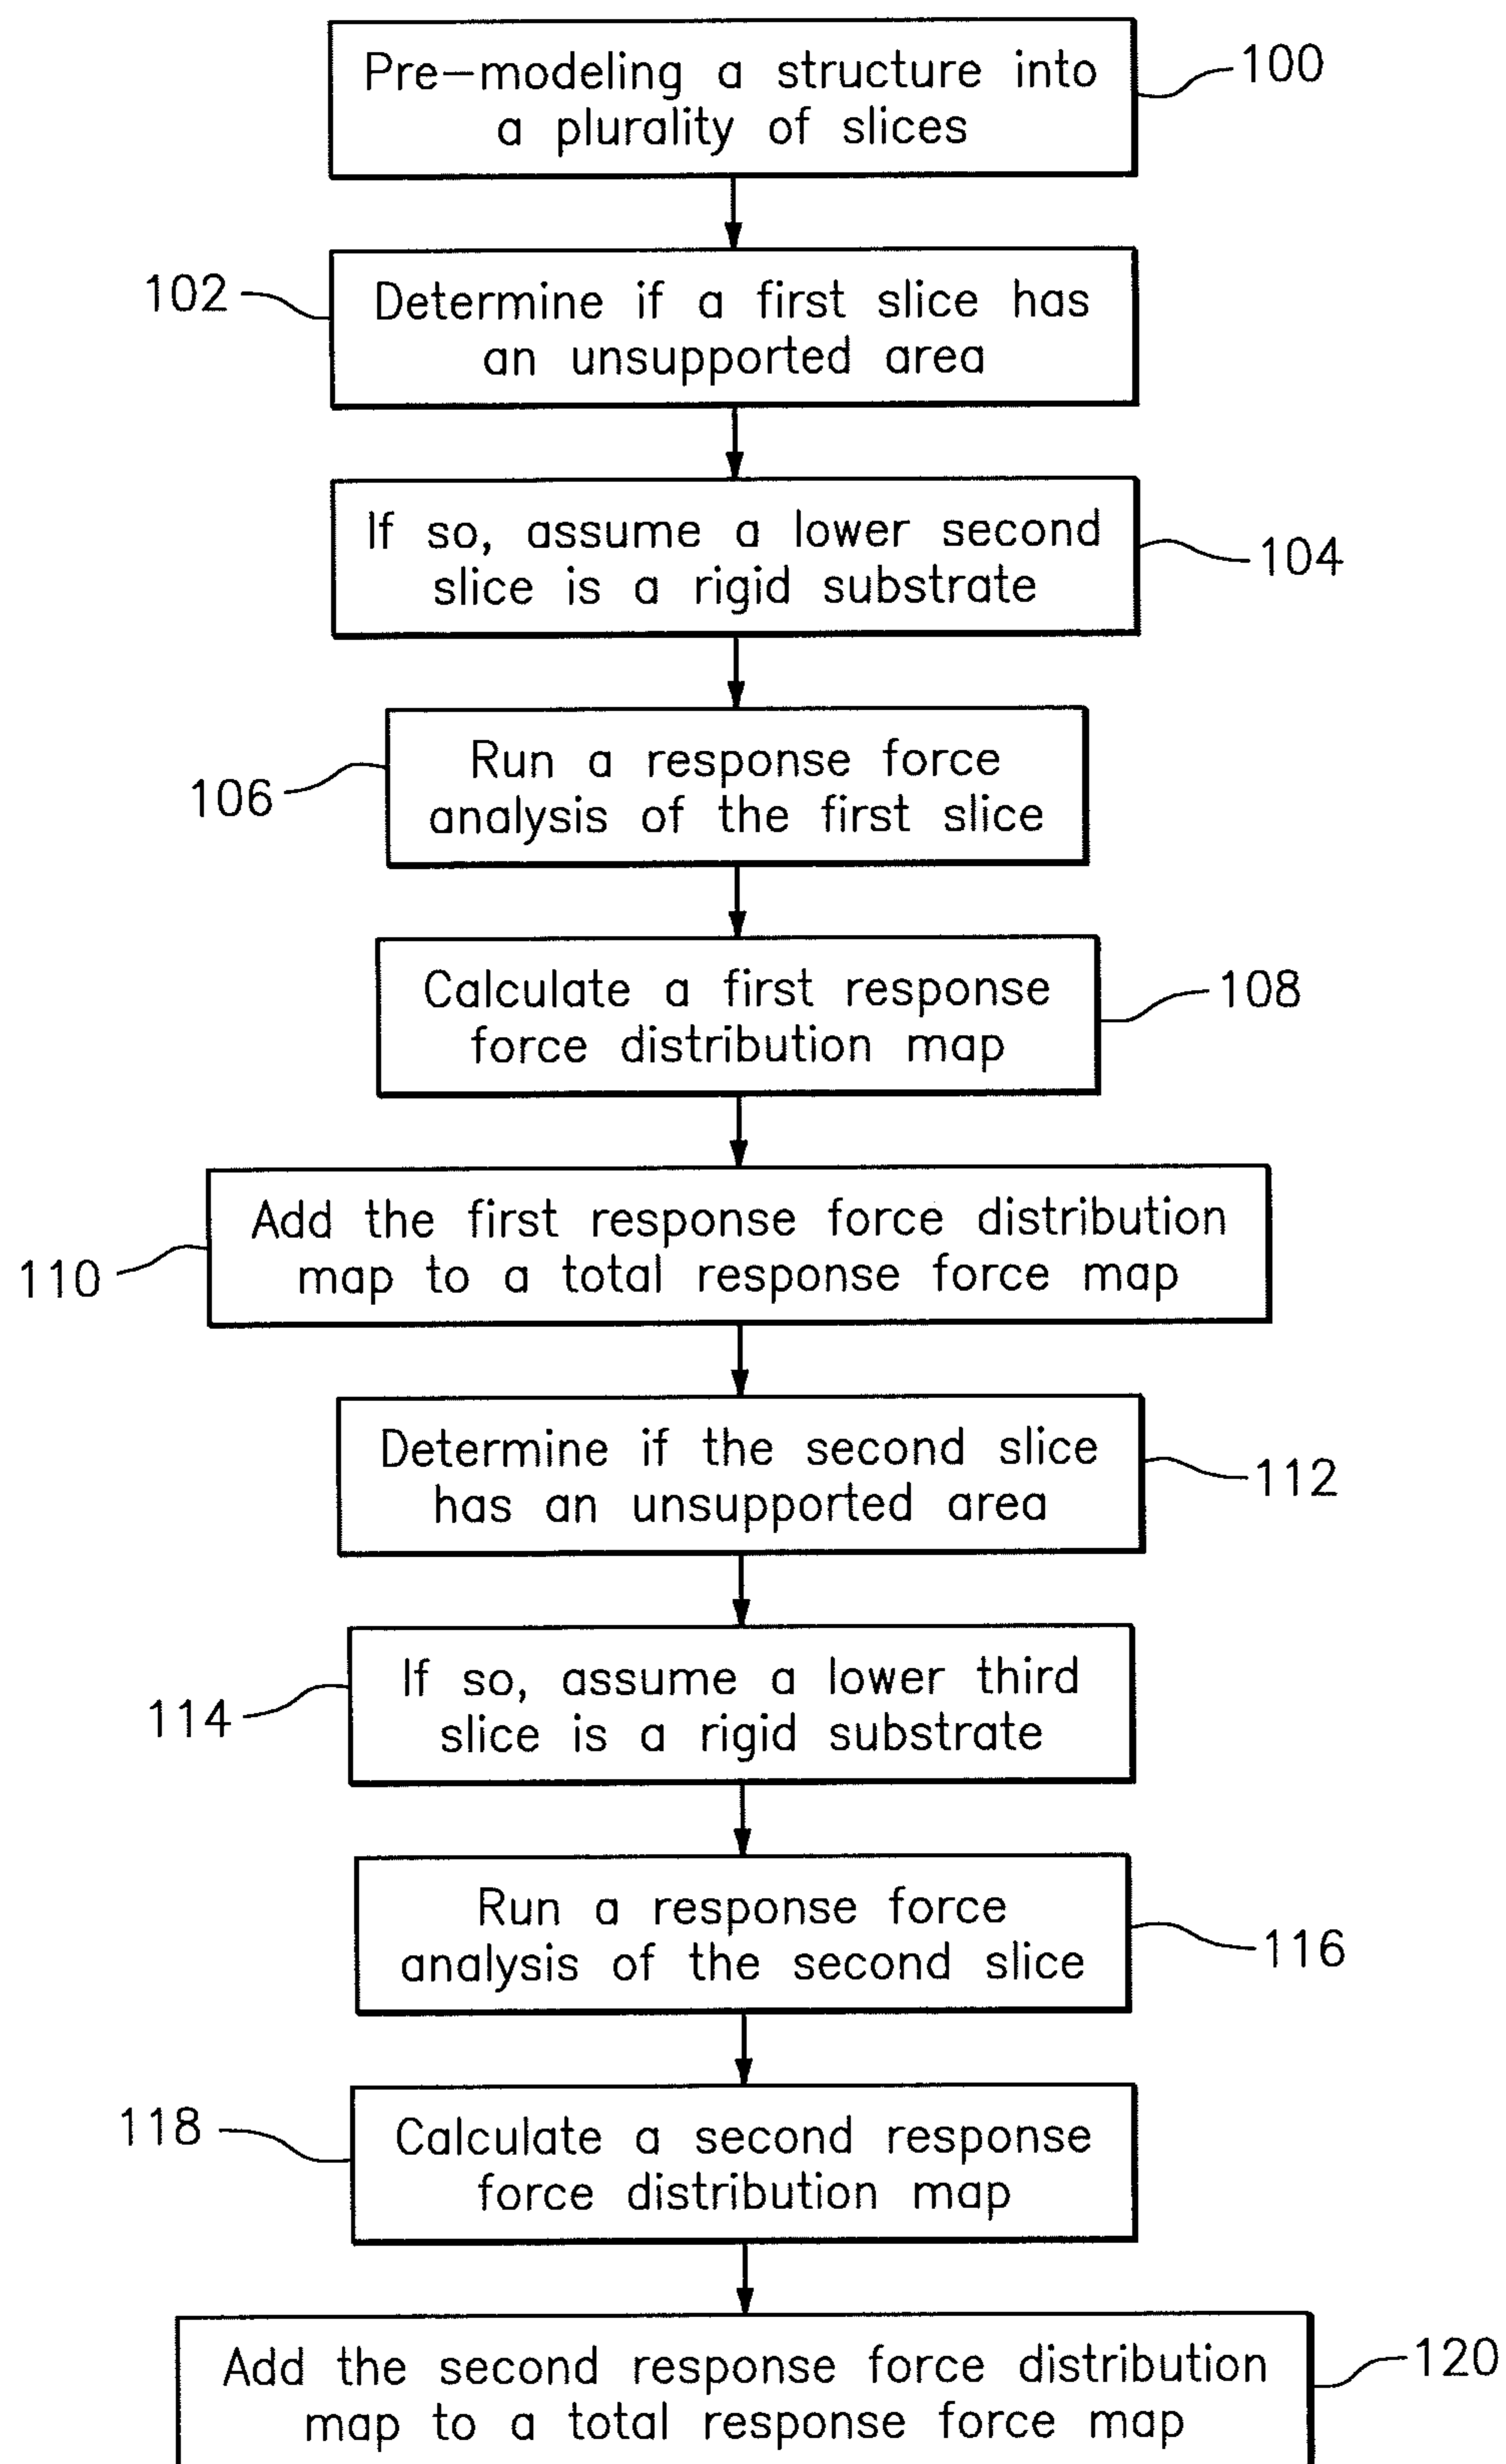 Pre-modeling a structure into
a plurality of slices
100
102
Determine if a first slice has
an unsupported area
If so, assume a lower second
slice is a rigid substrate
104
106
Run a response force
analysis of the first slice
Calculate a first response
force distribution map
108
110
Add the first response force distribution
map to a total response force map
Determine if the second slice
has an unsupported area
112
114
If so, assume a lower third
slice is a rigid substrate
Run a response force
analysis of the second slice
116
118
Calculate a second response
force distribution map
Add the second response force distribution
map to a total response force map
120